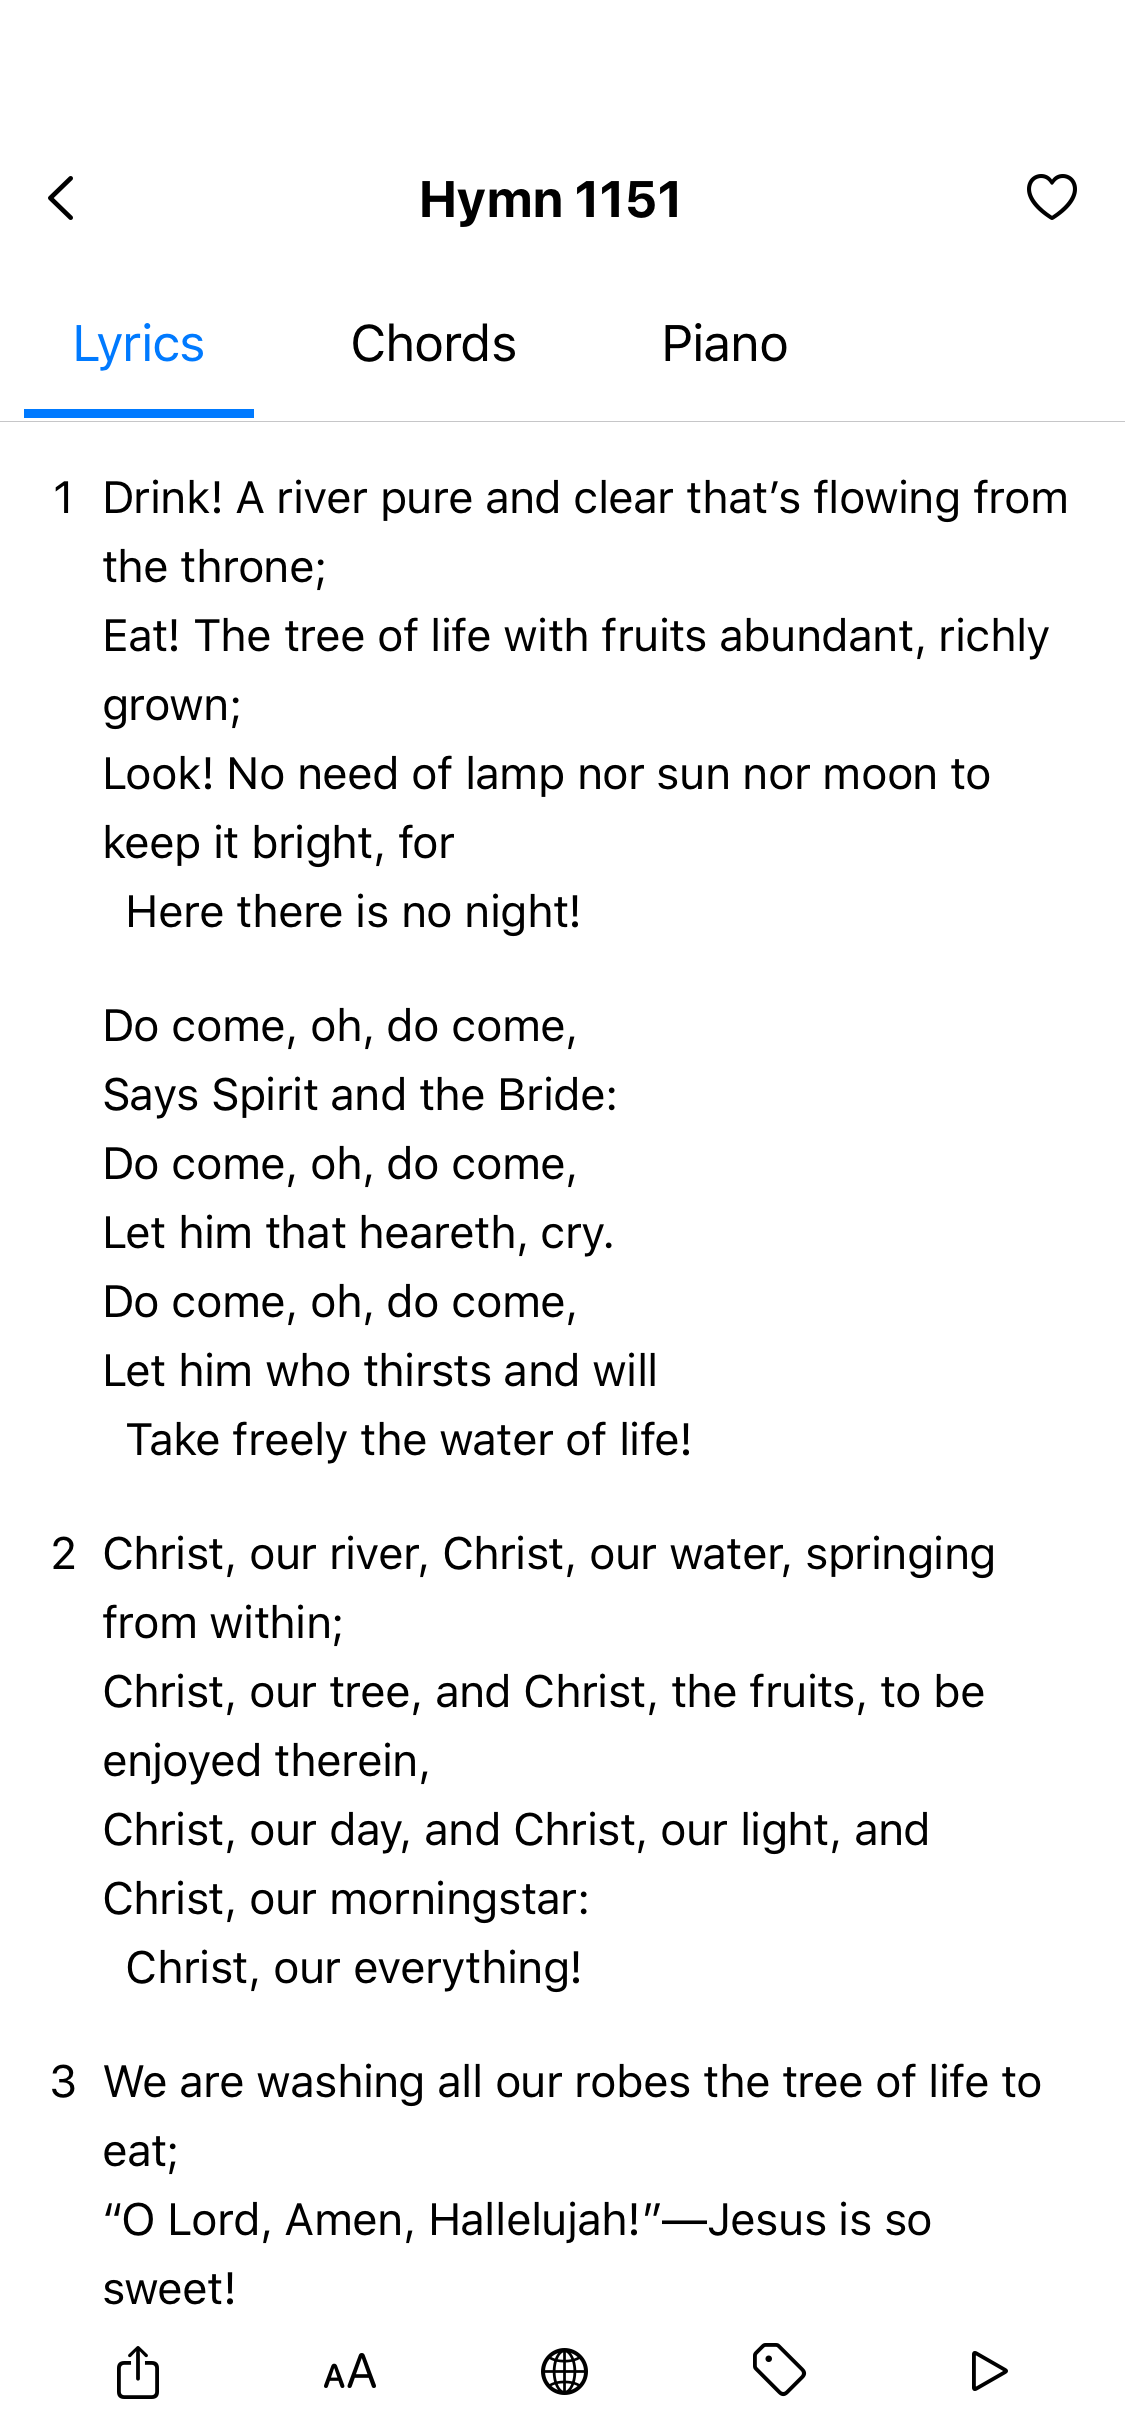 Hymn 1151
Lyrics Chords Piano
1 Drink! A river pure and clear that’s flowing from
the throne;
Eat! The tree of life with fruits abundant, richly
grown;
Look! No need of lamp nor sun nor moon to
keep it bright, for
Here there is no night!
Do come, oh, do come,
Says Spirit and the Bride:
Do come, oh, do come,
Let him that heareth, cry.
Do come, oh, do come,
Let him who thirsts and will
Take freely the water of life!
2 Christ, our river, Christ, our water, springing
from within;
Christ, our tree, and Christ, the fruits, to be
enjoyed therein,
Christ, our day, and Christ, our light, and
Christ, our morningstar:
Christ, our everything!
3 We are washing all our robes the tree of life to
eat;
“O Lord, Amen, Hallelujah!”—Jesus is so
sweet!
AA